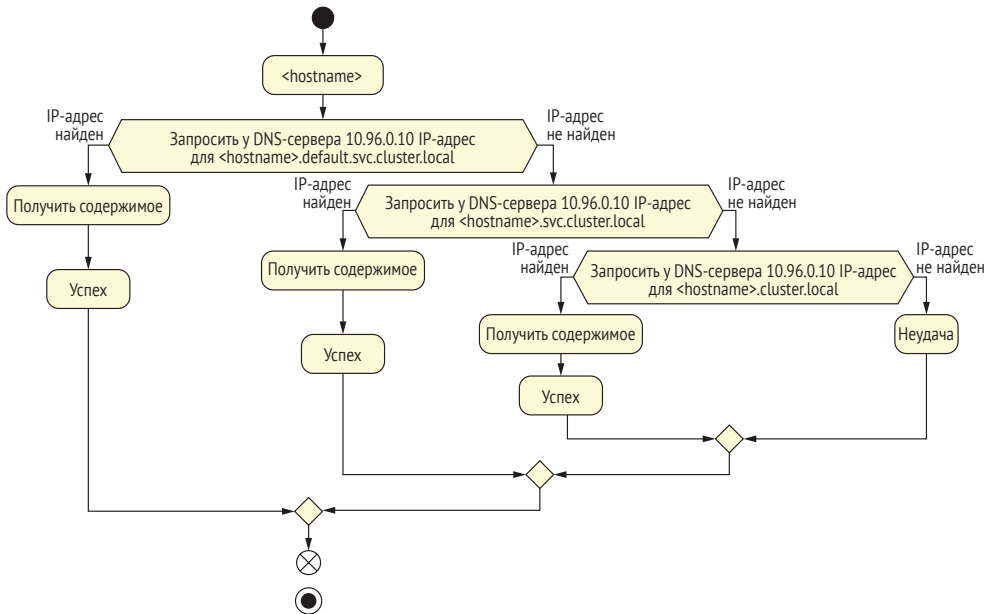 <hostname>
IP-адрес
найден
Запросить у DNS-сервера 10.96.0.10 IP-адрес
для <hostname>.default.svc.cluster.local
IP-адрес
не найден
Получить содержимое
Успех
IP-адрес
найден
Запросить у DNS-сервера 10.96.0.10 IP-адрес
для <hostname>.svc.cluster.local
IP-адрес
не найден
Получить содержимое
Успех
IP-адрес
найден
Запросить у DNS-сервера 10.96.0.10 IP-адрес
для <hostname>.cluster.local
IP-адрес
не найден
Получить содержимое
Успех
Неудача